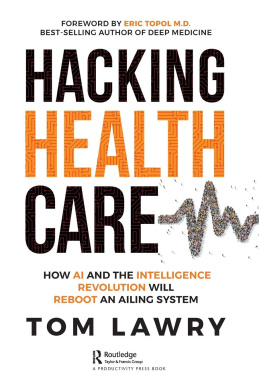 FOREWORD BY ERIC TOPOL M.D.
BEST-SELLING AUTHOR OF DEEP MEDICINE
HACKING
HEALTH
CARE
HOW AI AND THE INTELLIGENCE
REVOLUTION WILL
REBOOT AN AILING SYSTEM
TOM LAWRY
R
Routledge
Taylor & Francis Group
A PRODUCTIVITY PRESS BOOK